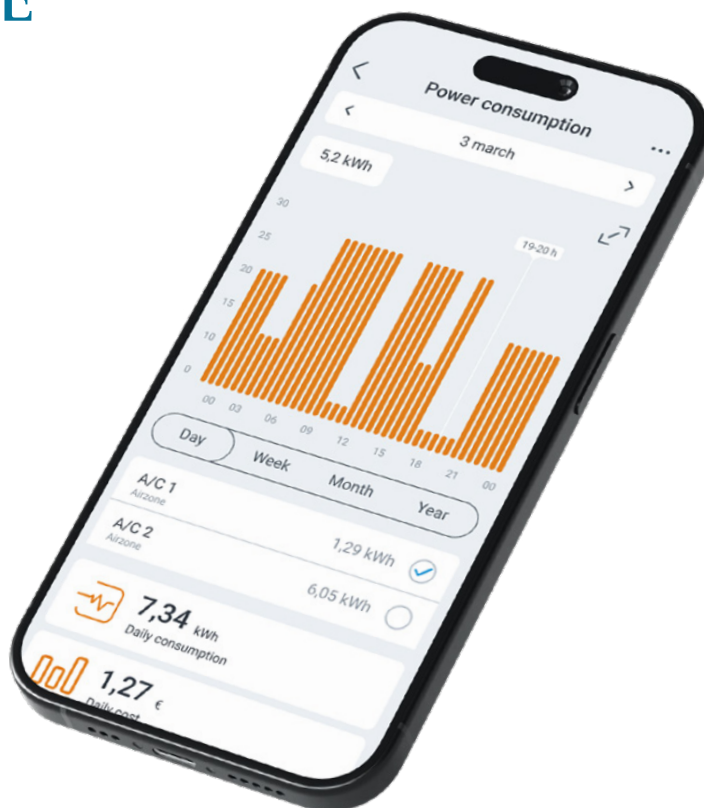 E
Power consumption
3 march
5,2 kWh
19-20 h
30
25
20
15
10
0
00 03 06 09 12 15 18 21 00
Day Week Month Year
A/C 1
Airzone
1,29 kWh
A/C 2
Airzone
6,05 kWh
7,34 kWh
Daily consumption
1,27 €
Daily cost